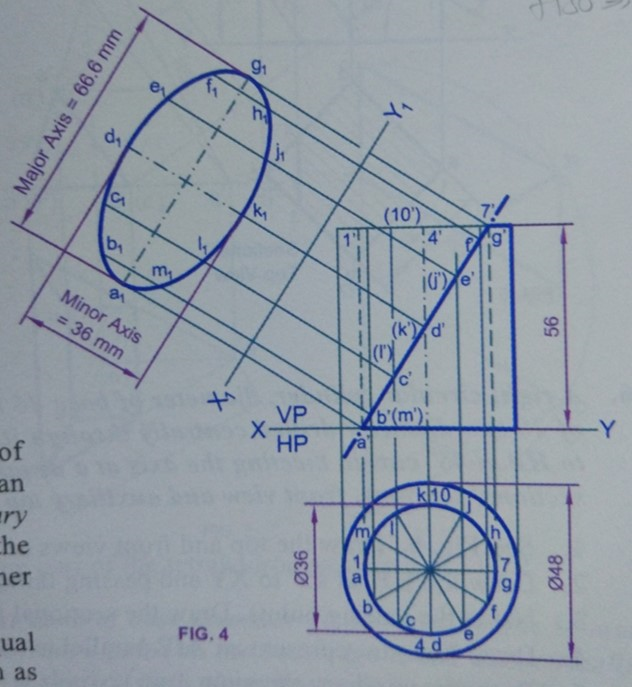 Major Axis = 66.6 mm
Minor Axis
= 36 mm
g₁
f₁
e₁
h₁
d₁
j₁
c₁
k₁
b₁
l₁
m₁
a₁
Y₁
X₁
7'
(10')
1'
4'
f'
g'
(j')
e'
(k')
d'
(l')
c'
b'(m')
a'
56
X
VP
HP
Y
k 10
l
j
m
h
1
a
7
g
b
f
c
4 d
e
Ø36
Ø48
FIG. 4
of
an
ry
the
her
qual
n as